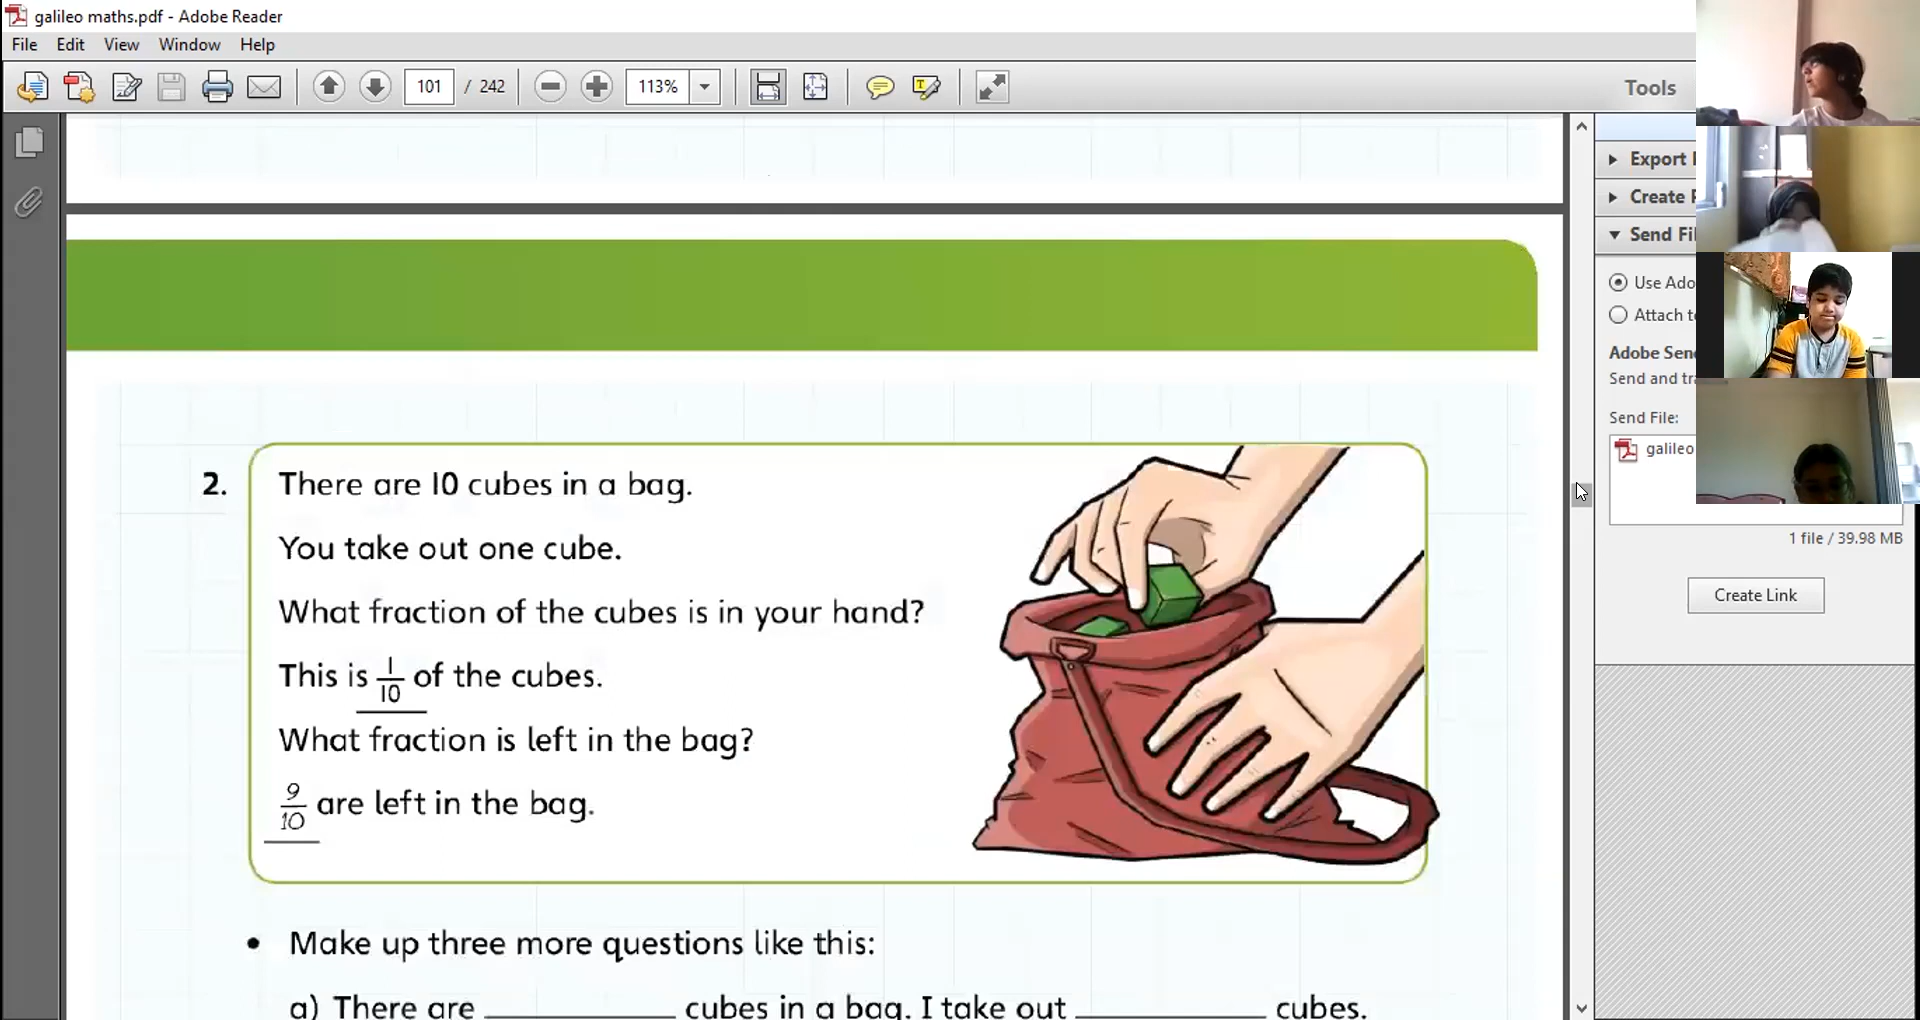 galileo maths.pdf - Adobe Reader
File Edit View Window Help
101 / 242 113% Tools
Export
Create
Send
Use
Attach
Adobe
Send and
Send File:
galileo
1 file / 39.98 MB
Create Link
2. There are 10 cubes in a bag.
You take out one cube.
What fraction of the cubes is in your hand?
This is 1/10 of the cubes.
What fraction is left in the bag?
9/10 are left in the bag.
• Make up three more questions like this:
a) There are ________ cubes in a bag. I take out ________ cubes.